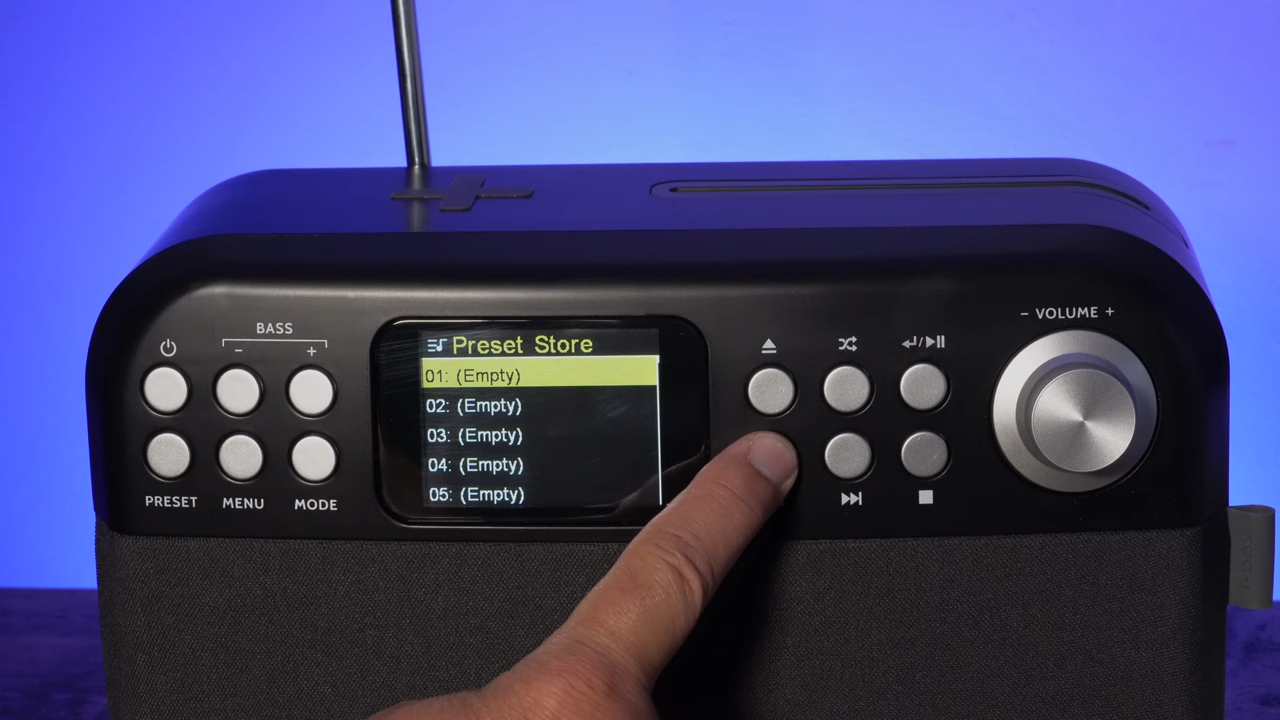 BASS
- +
Preset Store
01: (Empty)
02: (Empty)
03: (Empty)
04: (Empty)
05: (Empty)
- VOLUME +
PRESET
MENU
MODE